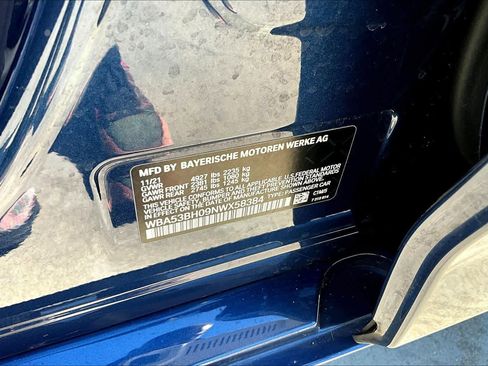 MFD BY BAYERISCHE MOTOREN WERKE AG
11/21 4927 lbs 2235 kg
GVWR
GAWR FRONT 2381 lbs 1080 kg
GAWR REAR 2745 lbs 1245 kg
THIS VEHICLE CONFORMS TO ALL APPLICABLE U.S. FEDERAL MOTOR
VEHICLE SAFETY, BUMPER, AND THEFT PREVENTION STANDARDS
IN EFFECT ON THE DATE OF MANUFACTURE SHOWN ABOVE.
WBA53BH09NWX58384 TYPE: PASSENGER CAR